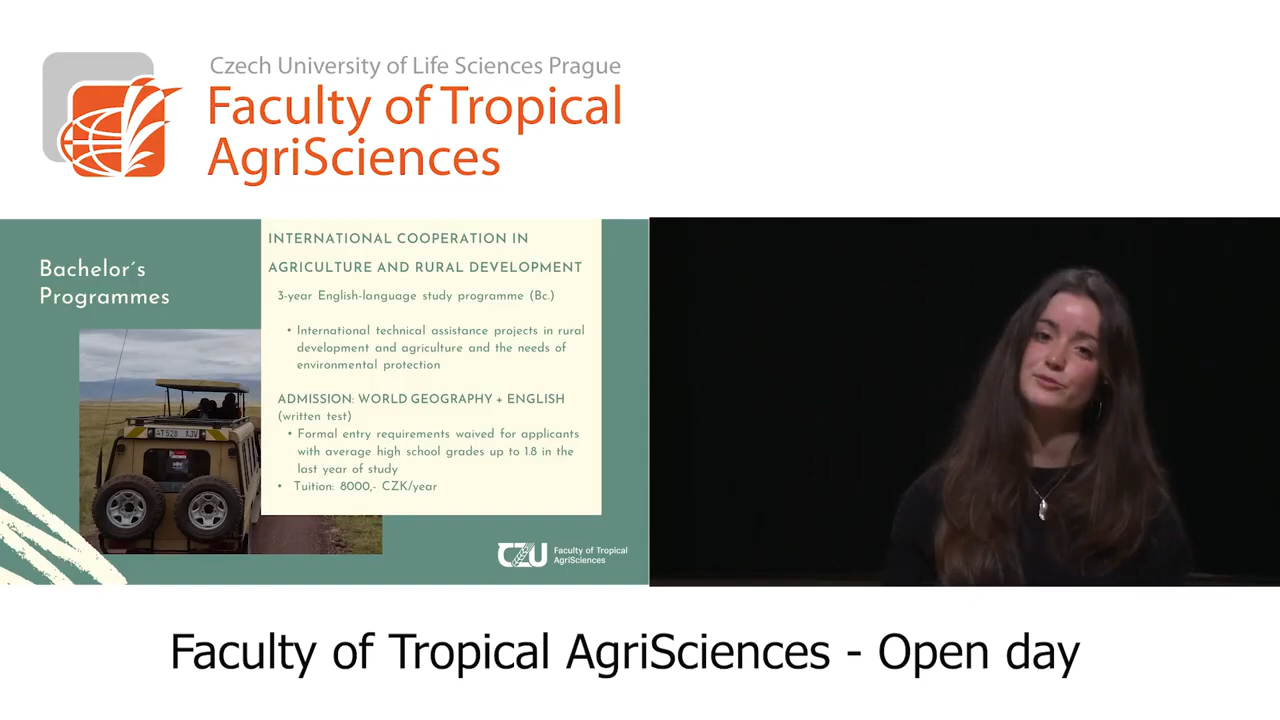 Czech University of Life Sciences Prague
Faculty of Tropical
AgriSciences
Bachelor´s
Programmes
INTERNATIONAL COOPERATION IN
AGRICULTURE AND RURAL DEVELOPMENT
3-year English-language study programme (Bc.)
• International technical assistance projects in rural
development and agriculture and the needs of
environmental protection
ADMISSION: WORLD GEOGRAPHY + ENGLISH
(written test)
• Formal entry requirements waived for applicants
with average high school grades up to 1.8 in the
last year of study
• Tuition: 8000,- CZK/year
T528 AJV
CZU
Faculty of Tropical
AgriSciences
Faculty of Tropical AgriSciences - Open day